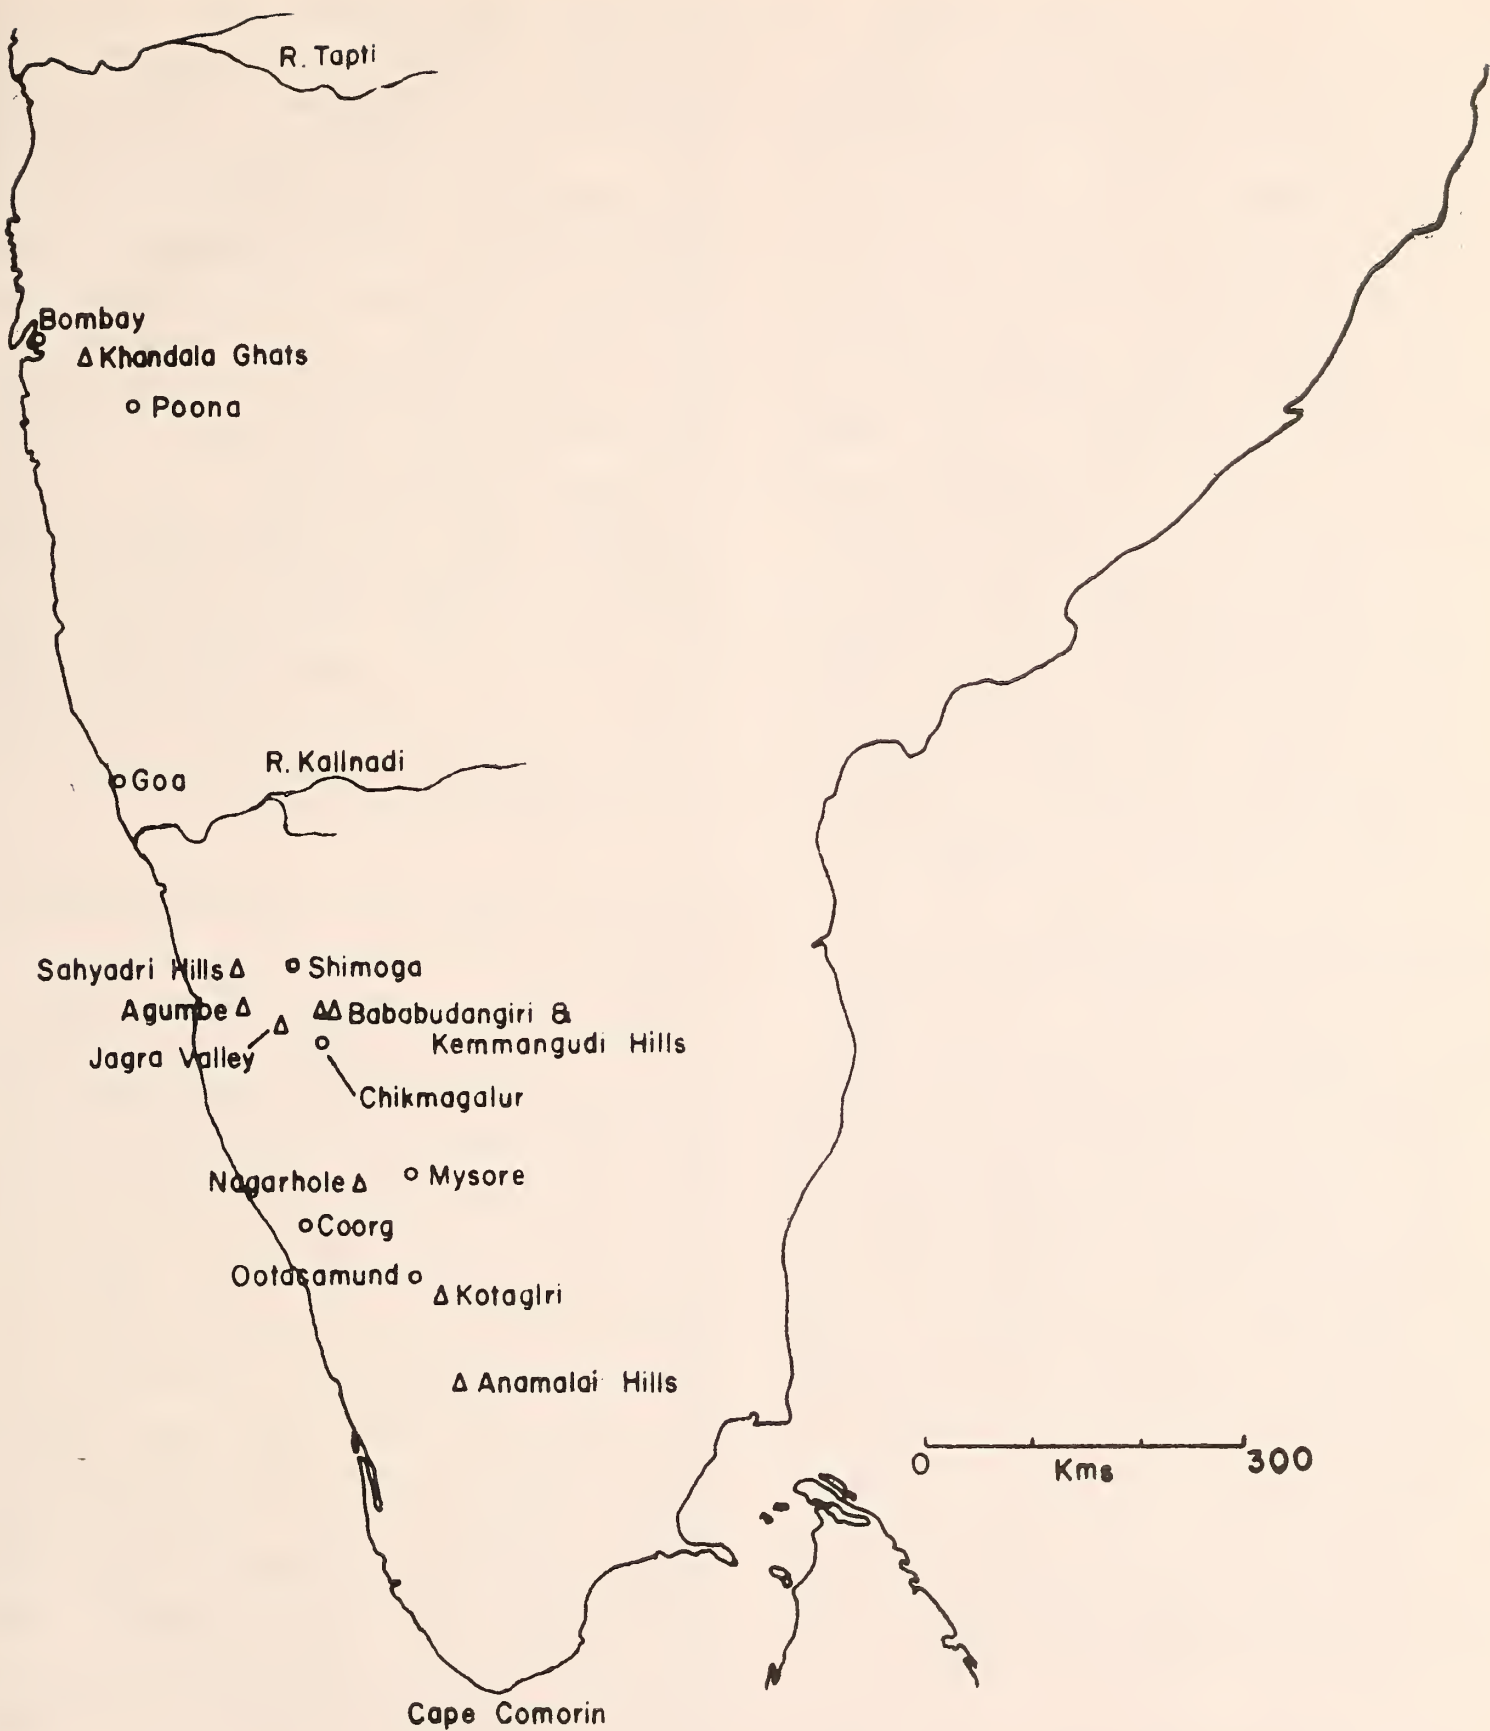 R. Tapti
Bombay
Khandala Ghats
Poona
R. Kallnadi
Goa
Sahyadri Hills
Shimoga
Agumbe
Bababudangiri &
Kemmangudi Hills
Jagra Valley
Chikmagalur
Nagarhole
Mysore
Coorg
Ootacamund
Kotagiri
Anamalai Hills
0
300
Kms
Cape Comorin